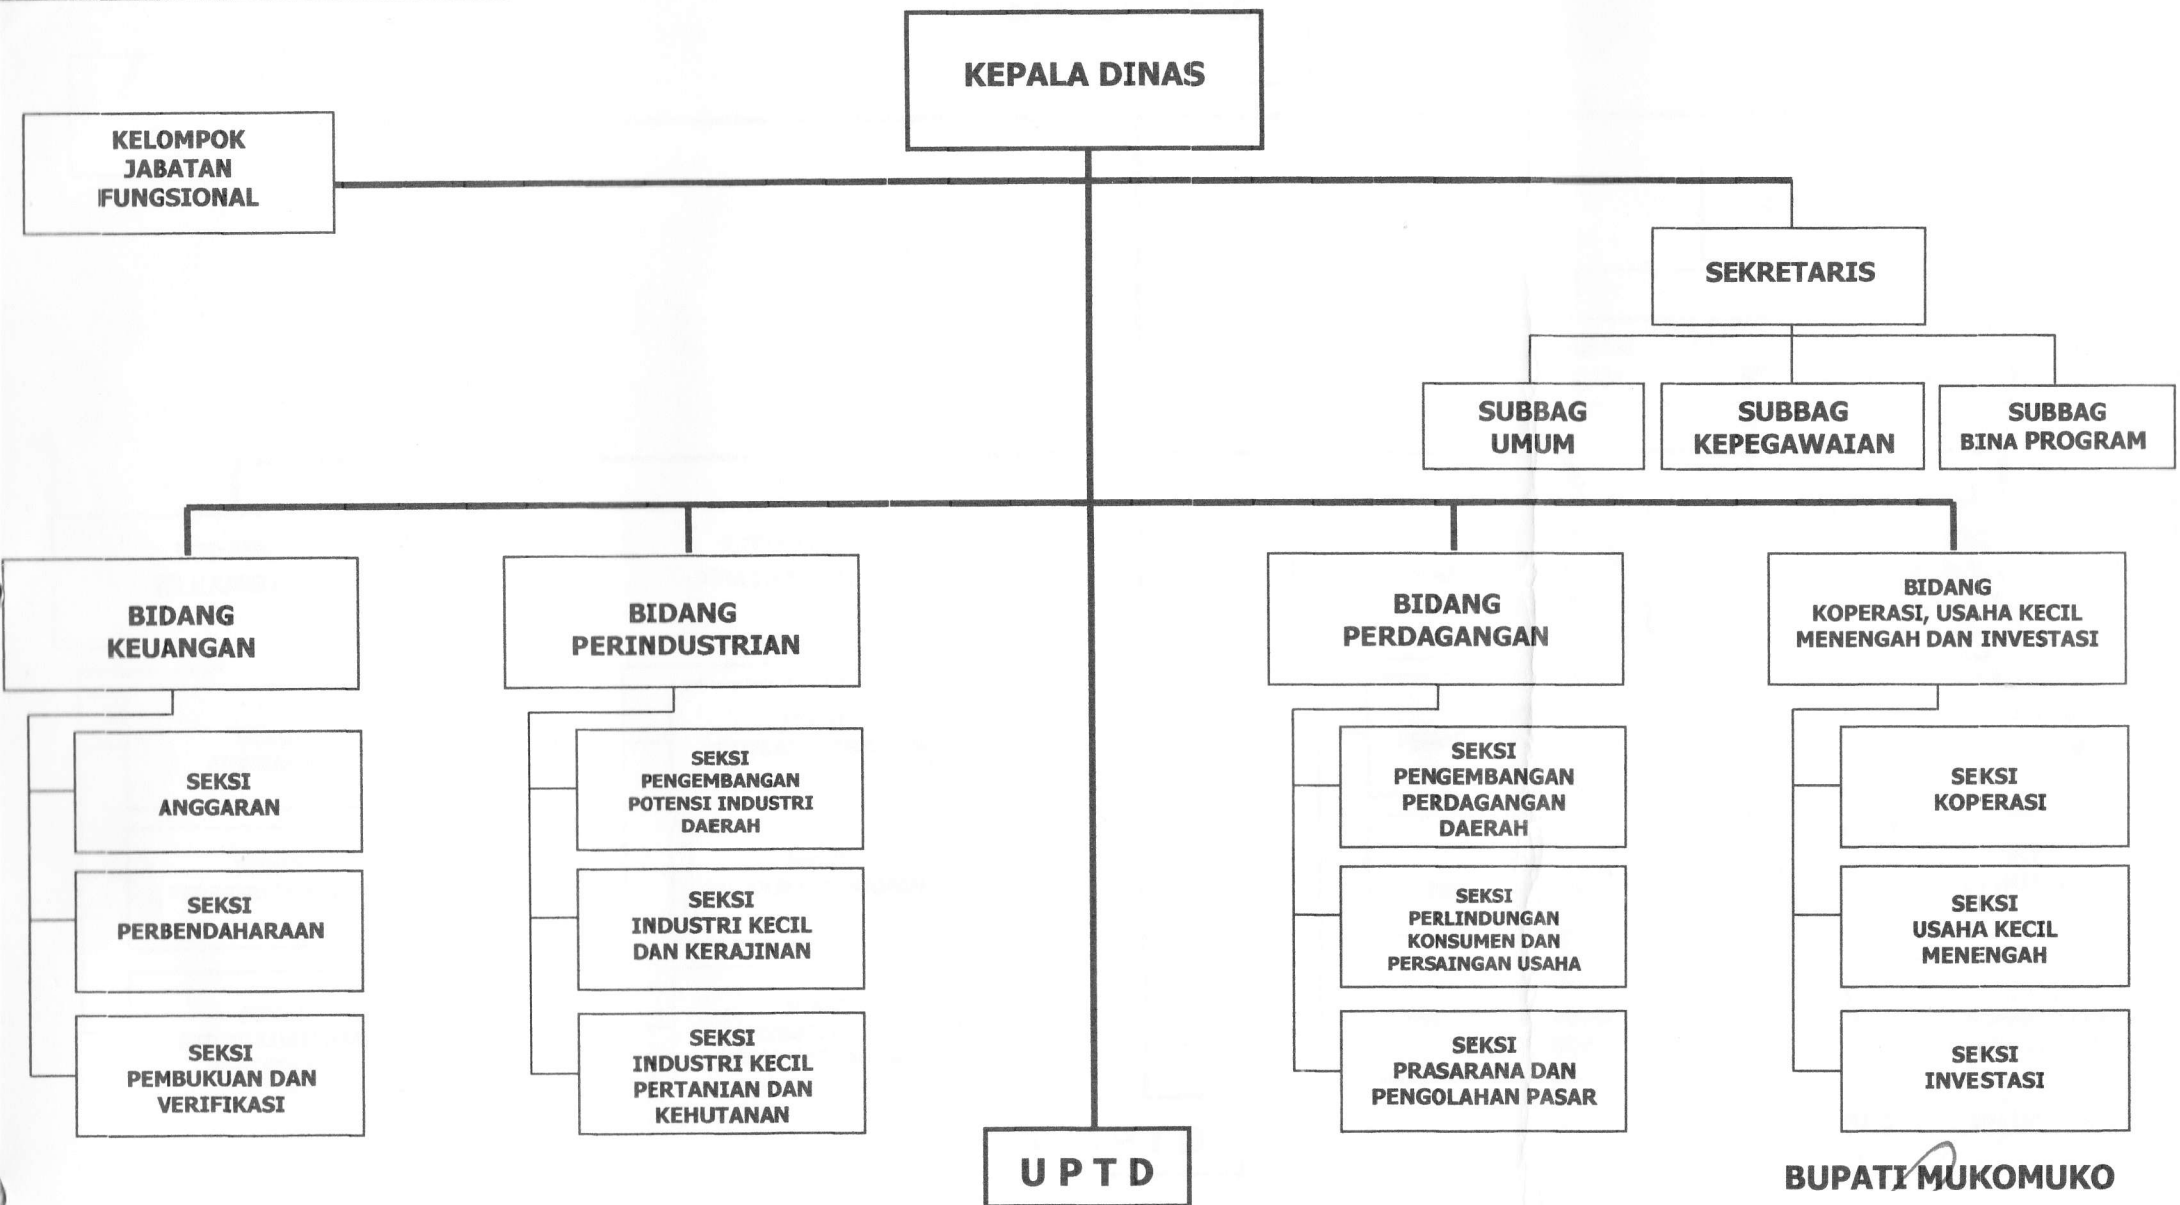 KEPALA DINAS
KELOMPOK
JABATAN
FUNGSIONAL
SEKRETARIS
SUBBAG
UMUM
SUBBAG
KEPEGAWAIAN
SUBBAG
BINA PROGRAM
BIDANG
KEUANGAN
BIDANG
PERINDUSTRIAN
BIDANG
PERDAGANGAN
BIDANG
KOPERASI, USAHA KECIL
MENENGAH DAN INVESTASI
SEKSI
ANGGARAN
SEKSI
PERBENDAHARAAN
SEKSI
PEMBUKUAN DAN
VERIFIKASI
SEKSI
PENGEMBANGAN
POTENSI INDUSTRI
DAERAH
SEKSI
INDUSTRI KECIL
DAN KERAJINAN
SEKSI
INDUSTRI KECIL
PERTANIAN DAN
KEHUTANAN
SEKSI
PENGEMBANGAN
PERDAGANGAN
DAERAH
SEKSI
PERLINDUNGAN
KONSUMEN DAN
PERSAINGAN USAHA
SEKSI
PRASARANA DAN
PENGOLAHAN PASAR
SEKSI
KOPERASI
SEKSI
USAHA KECIL
MENENGAH
SEKSI
INVESTASI
U P T D
BUPATI MUKOMUKO